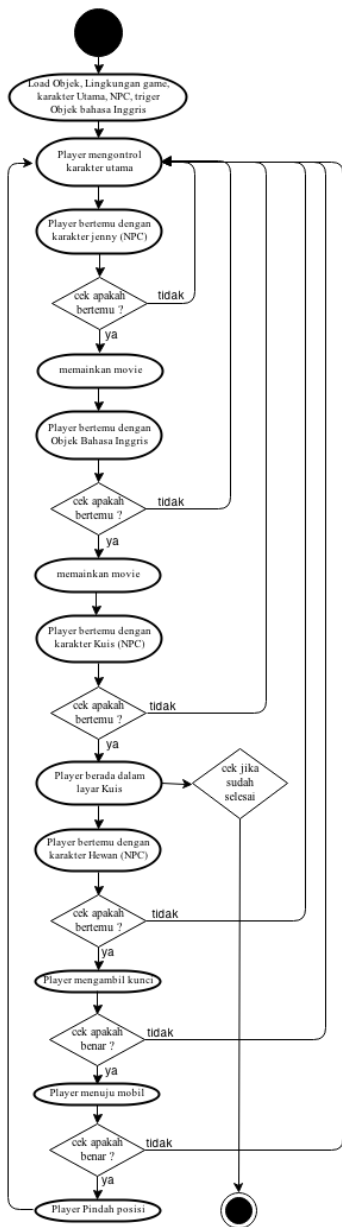 Load Objek, Lingkungan game,
karakter Utama, NPC, triger
Objek bahasa Inggris
Player mengontrol
karakter utama
Player bertemu dengan
karakter jenny (NPC)
cek apakah
bertemu ?
tidak
ya
memainkan movie
Player bertemu dengan
Objek Bahasa Inggris
cek apakah
bertemu ?
tidak
ya
memainkan movie
Player bertemu dengan
karakter Kuis (NPC)
cek apakah
bertemu ?
tidak
ya
Player berada dalam
layar Kuis
cek jika
sudah
selesai
Player bertemu dengan
karakter Hewan (NPC)
cek apakah
bertemu ?
tidak
ya
Player mengambil kunci
cek apakah
benar ?
tidak
ya
Player menuju mobil
cek apakah
benar ?
tidak
ya
Player Pindah posisi